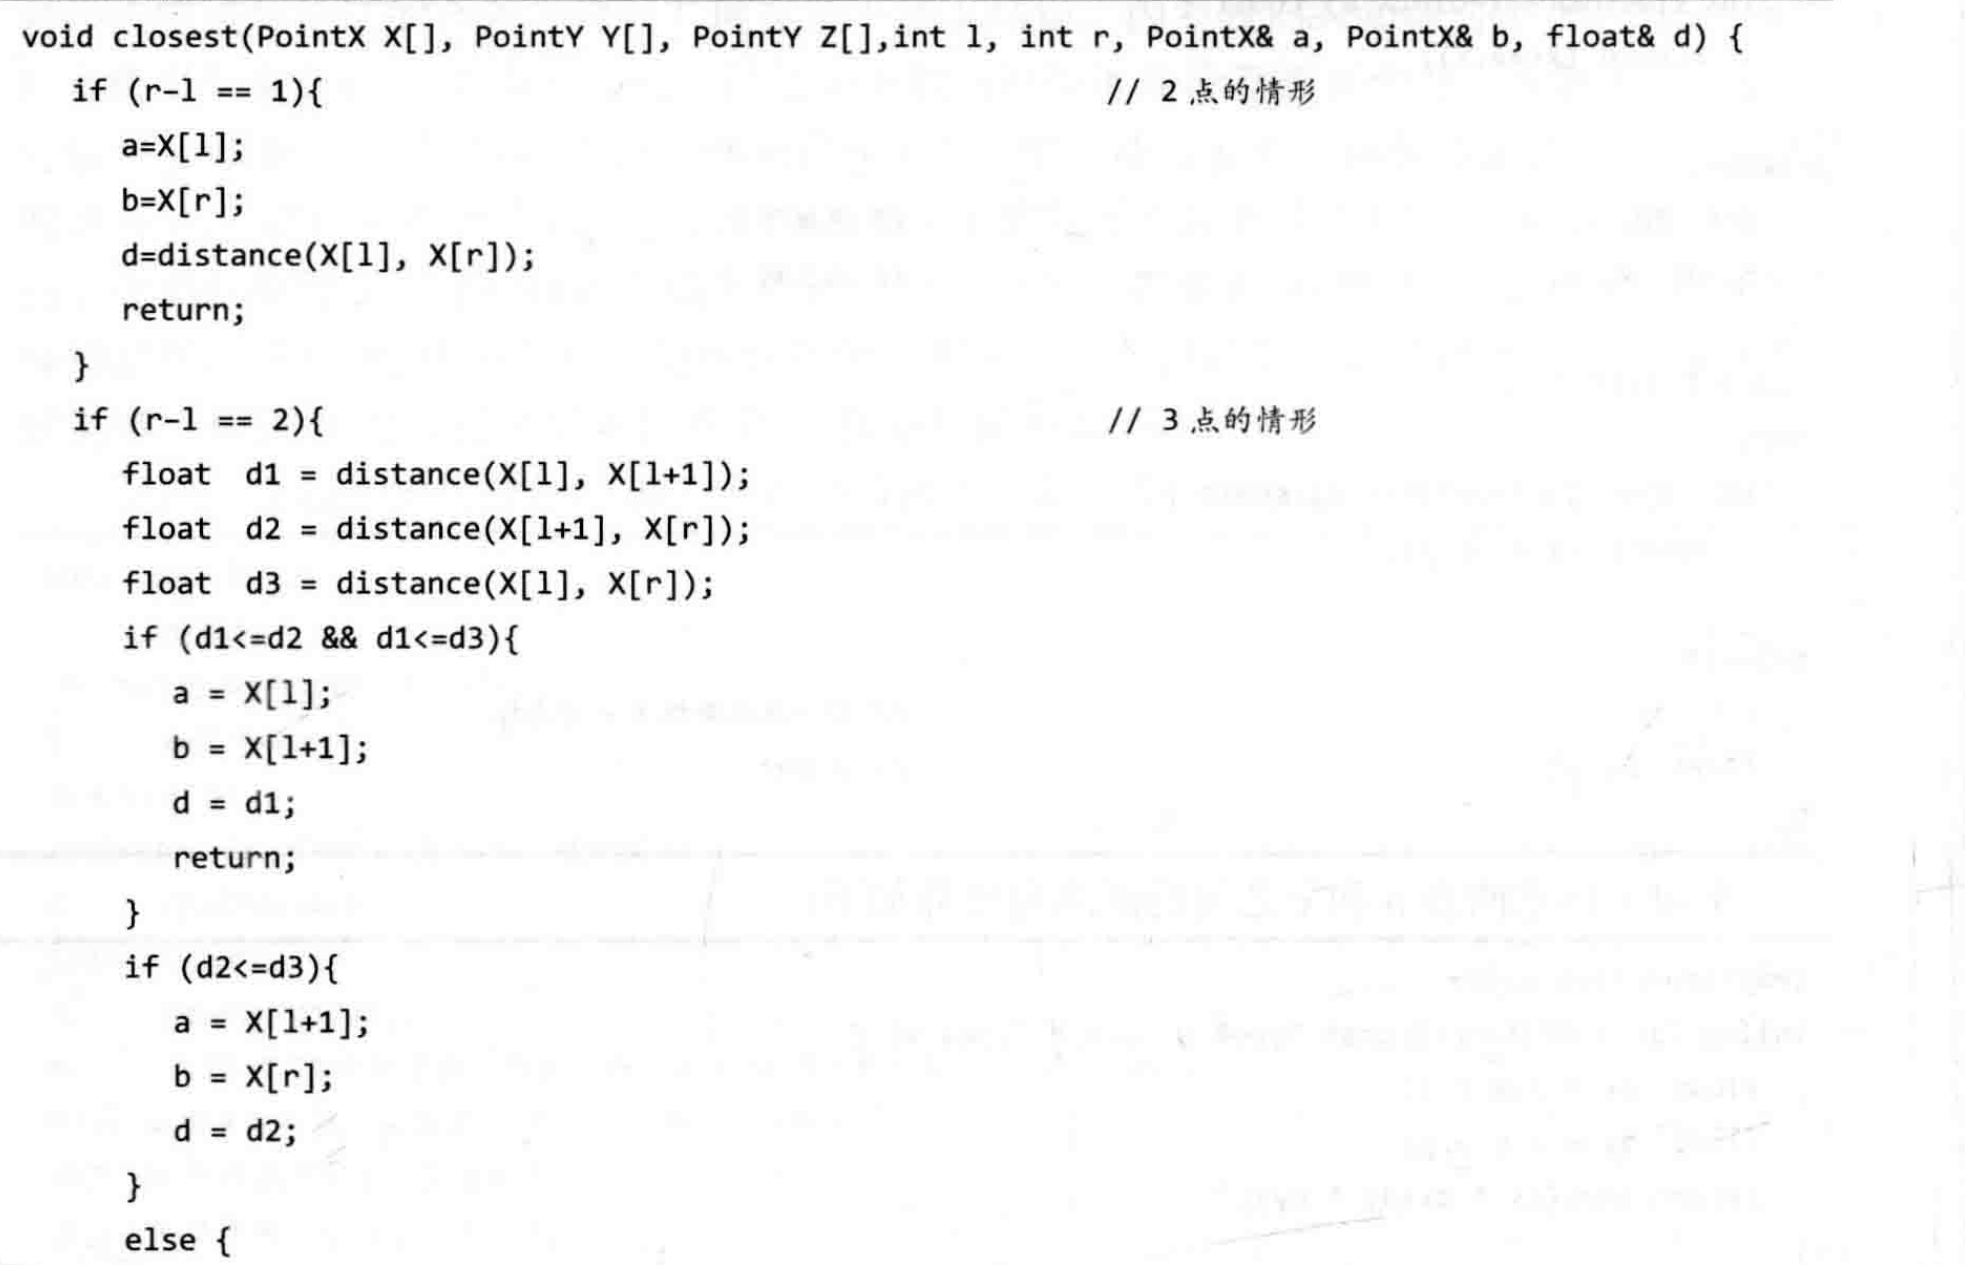 void closest(PointX X[], PointY Y[], PointY Z[],int l, int r, PointX& a, PointX& b, float& d) {
if (r-l == 1){ // 2 点的情形
a=X[l];
b=X[r];
d=distance(X[l], X[r]);
return;
}
if (r-l == 2){ // 3 点的情形
float d1 = distance(X[l], X[l+1]);
float d2 = distance(X[l+1], X[r]);
float d3 = distance(X[l], X[r]);
if (d1<=d2 && d1<=d3){
a = X[l];
b = X[l+1];
d = d1;
return;
}
if (d2<=d3){
a = X[l+1];
b = X[r];
d = d2;
}
else {